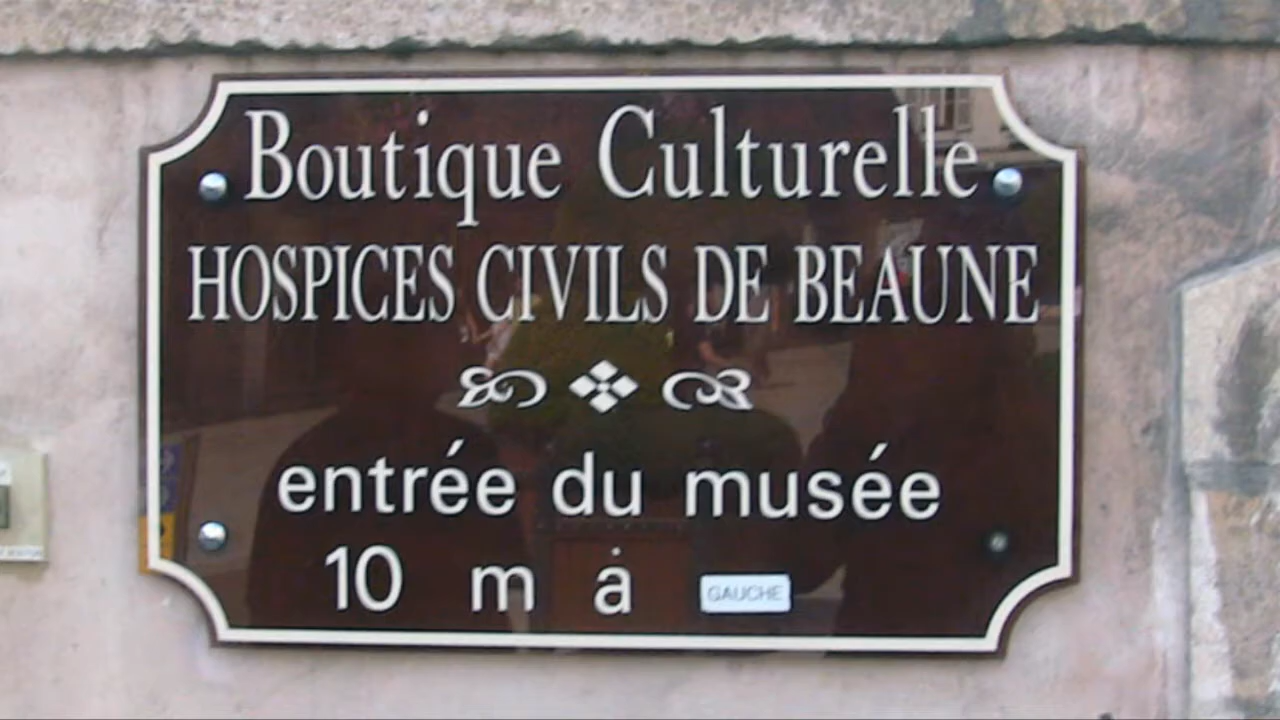 Boutique Culturelle
HOSPICES CIVILS DE BEAUNE
entrée du musée
10 m à GAUCHE